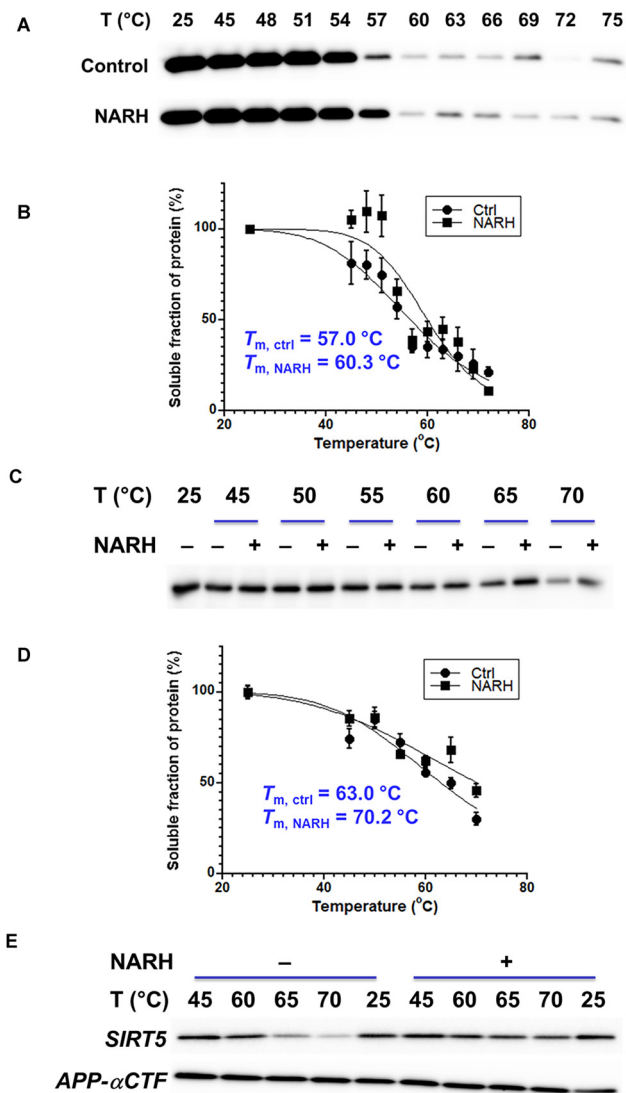 A
T (°C) 25 45 48 51 54 57 60 63 66 69 72 75
Control
NARH
B
Soluble fraction of protein (%)
100
50
0
Ctrl
NARH
Tm, ctrl = 57.0 °C
Tm, NARH = 60.3 °C
20 40 60 80
Temperature (°C)
C
T (°C) 25 45 50 55 60 65 70
NARH – – + – + – + – + – + – +
D
Soluble fraction of protein (%)
100
50
0
Ctrl
NARH
Tm, ctrl = 63.0 °C
Tm, NARH = 70.2 °C
20 40 60 80
Temperature (°C)
E
NARH – +
T (°C) 45 60 65 70 25 45 60 65 70 25
SIRT5
APP-αCTF